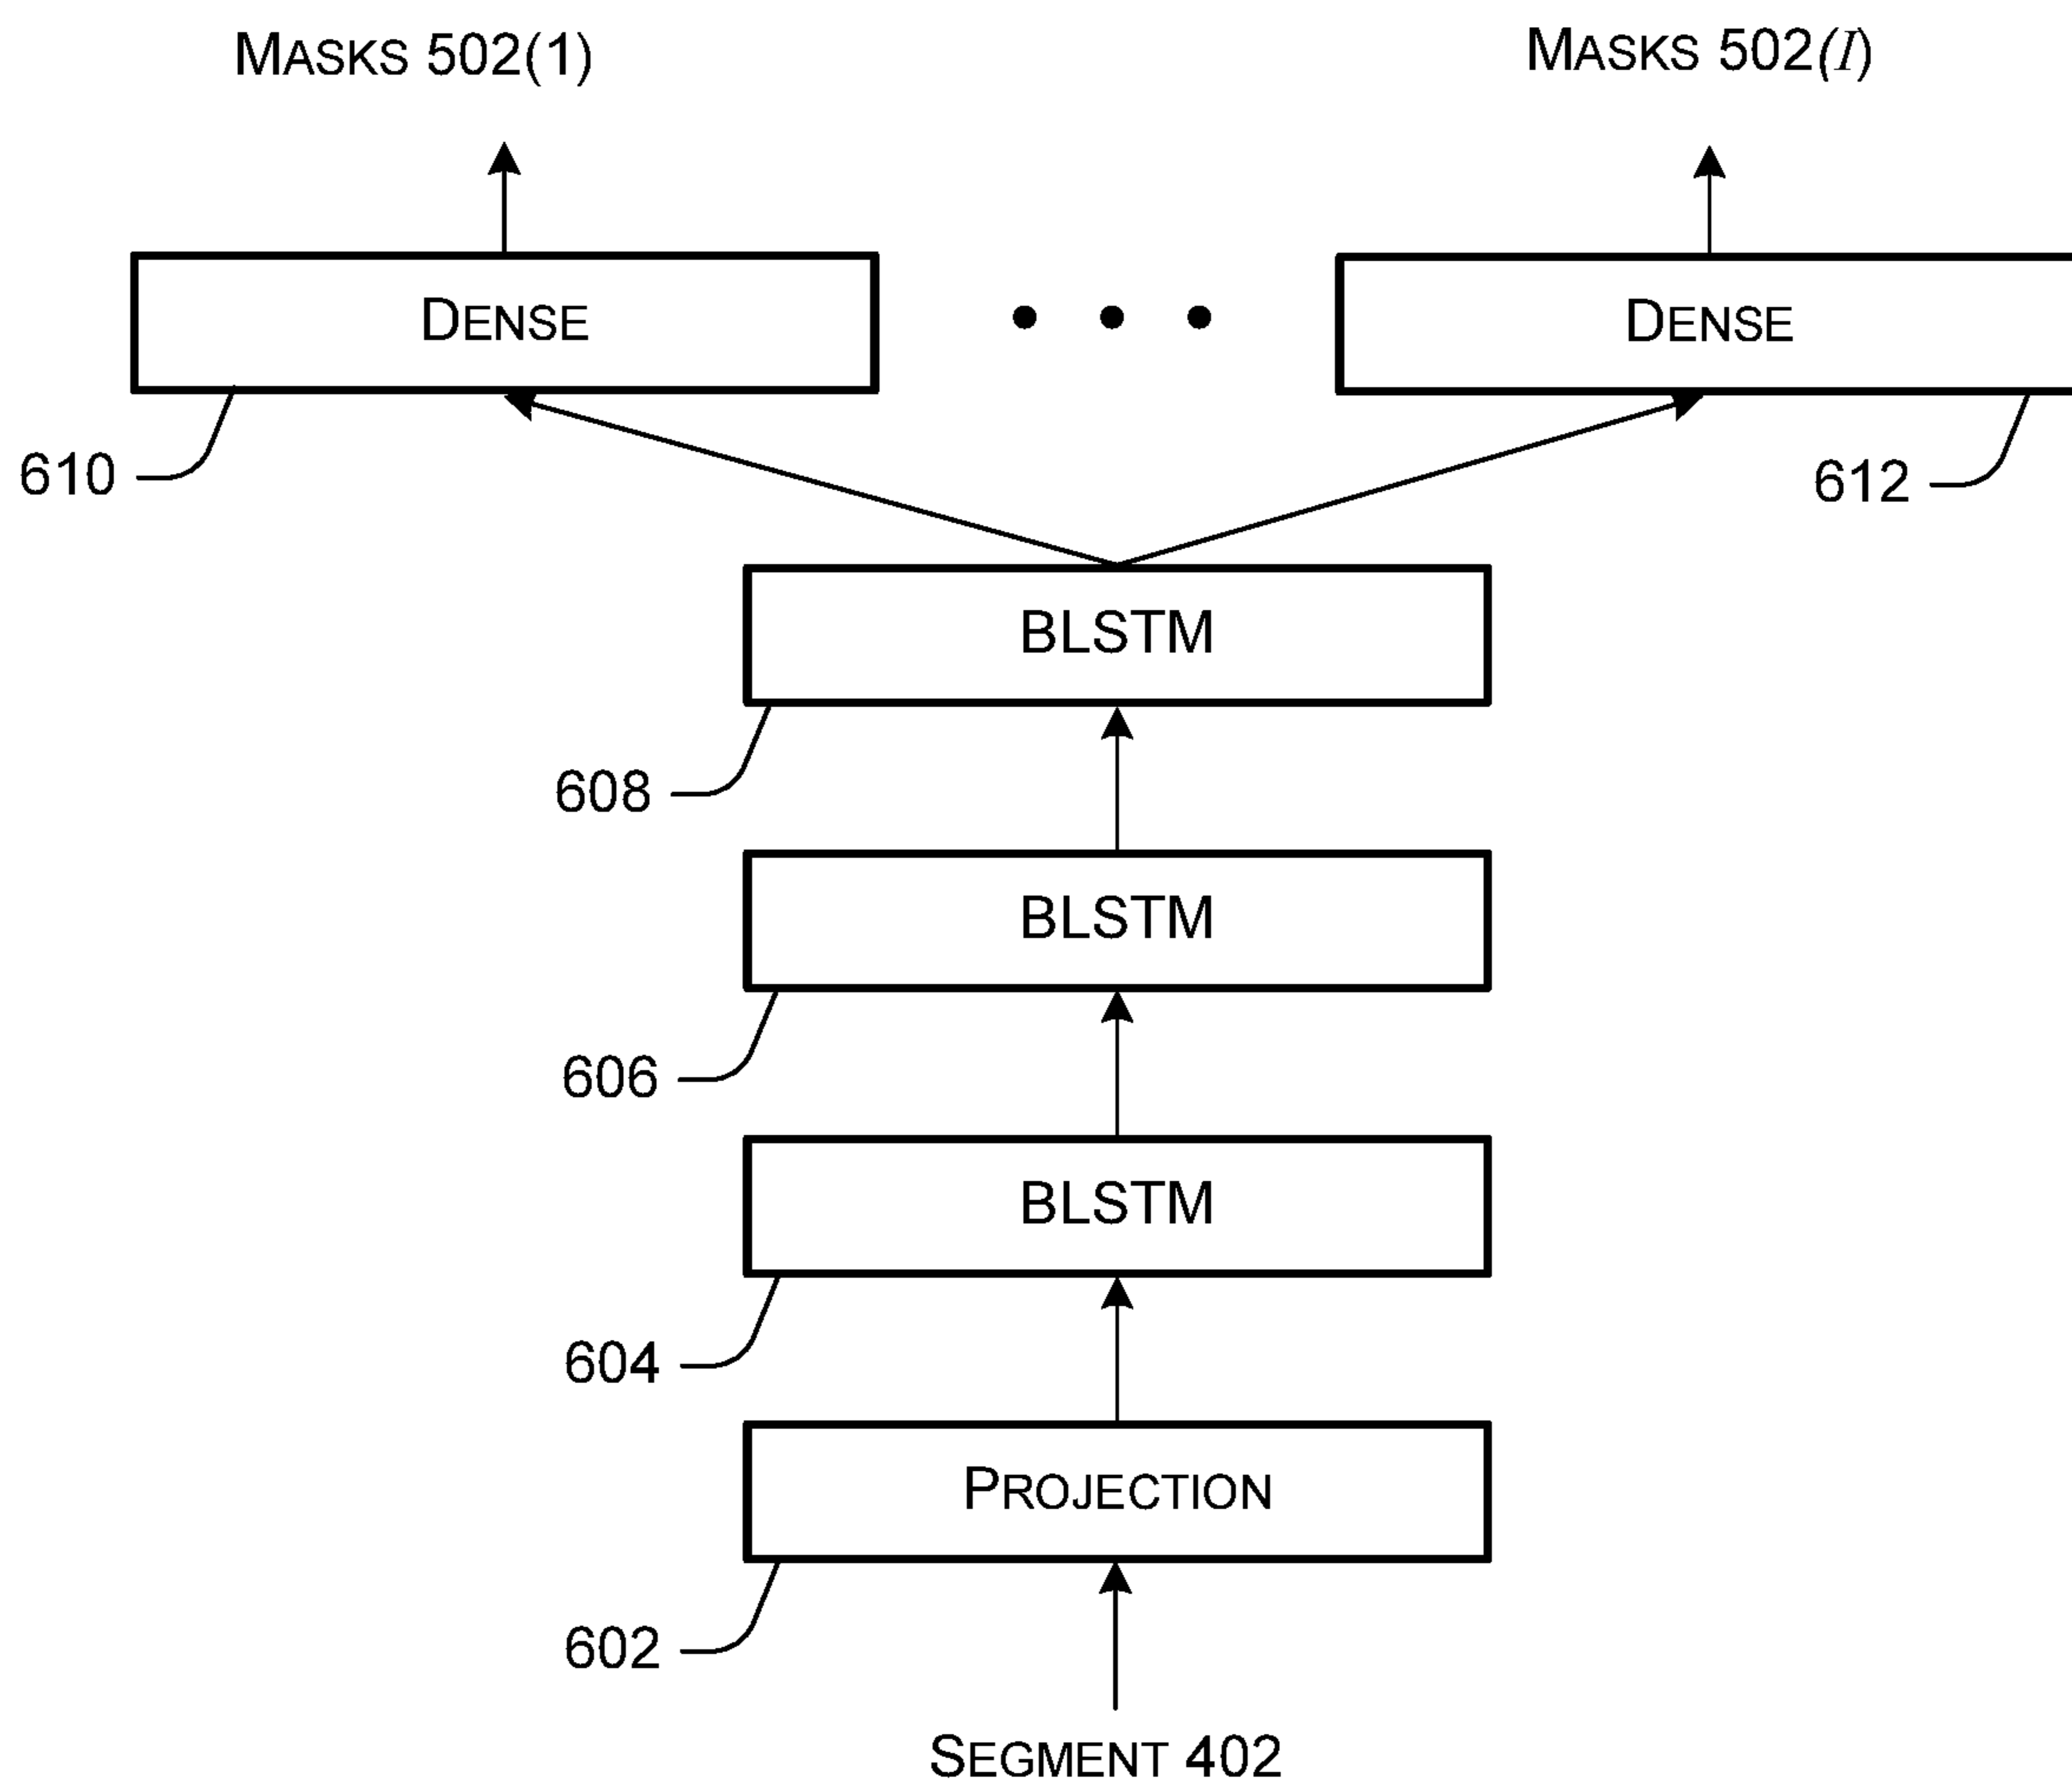 MASKS 502(1)
MASKS 502(I)
DENSE
DENSE
610
612
BLSTM
608
BLSTM
606
BLSTM
604
PROJECTION
602
SEGMENT 402